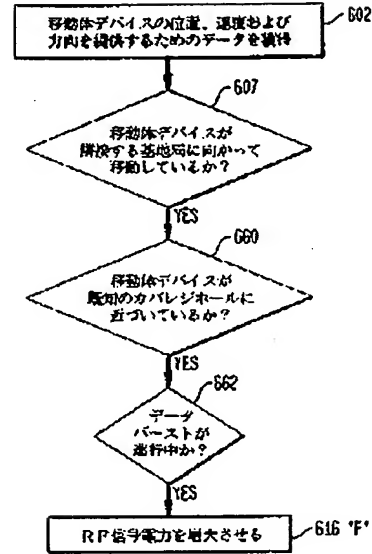 移動体デバイスの位置、速度および
602
方向を提供するためのデータを獲得
607
移動体デバイスが
隣接する基地局に向かって
移動しているか？
YES
660
移動体デバイスが
既知のカバレジホールに
近づいているか？
YES
662
データ
バーストが
進行中か？
YES
RF信号電力を増大させる
616 "F"